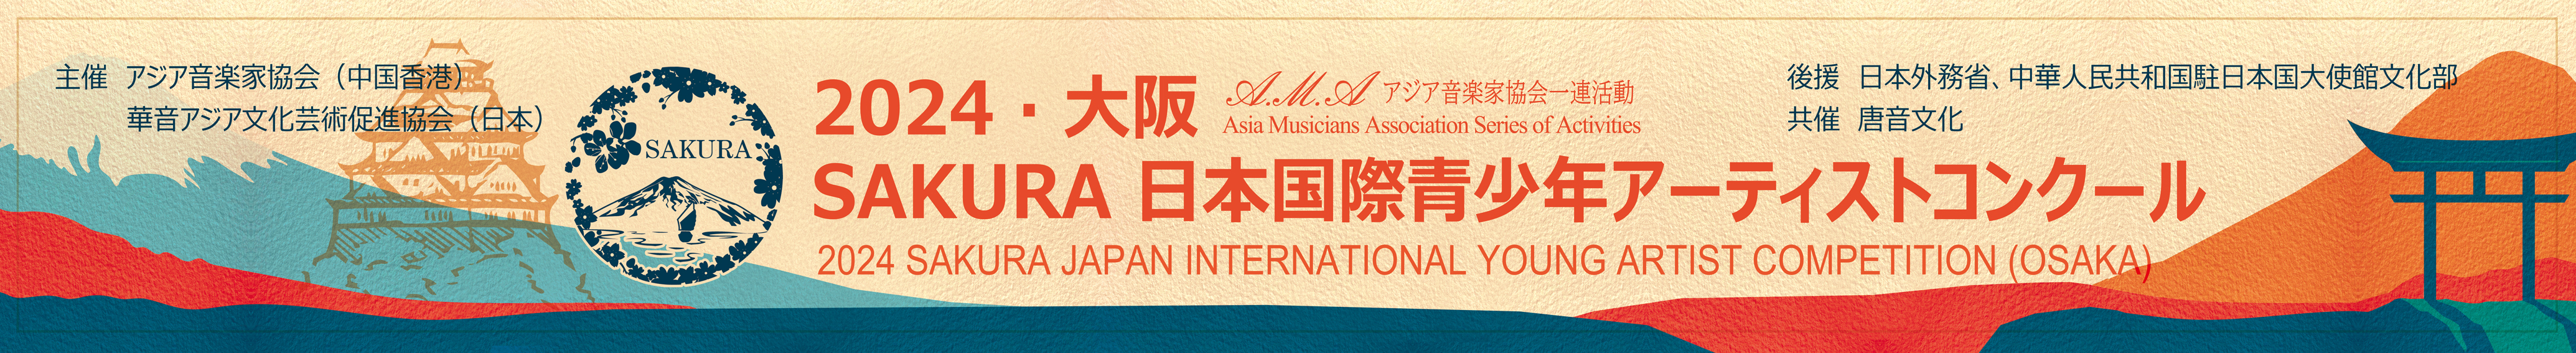 主催 アジア音楽家協会（中国香港）
華音アジア文化芸術促進協会（日本）
SAKURA
2024・大阪
A.M.A アジア音楽家協会一連活動
Asia Musicians Association Series of Activities
SAKURA 日本国際青少年アーティストコンクール
2024 SAKURA JAPAN INTERNATIONAL YOUNG ARTIST COMPETITION (OSAKA)
後援 日本外務省、中華人民共和国駐日本国大使館文化部
共催 唐音文化